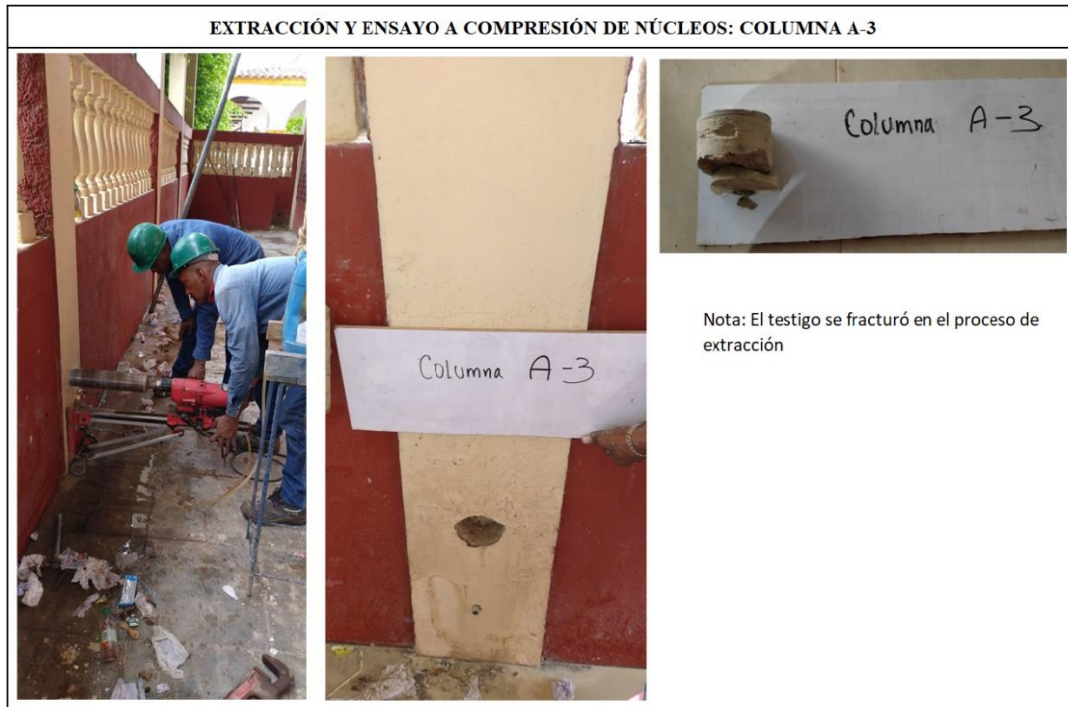 EXTRACCIÓN Y ENSAYO A COMPRESIÓN DE NÚCLEOS: COLUMNA A-3
Columna A-3
Columna A-3
Nota: El testigo se fracturó en el proceso de
extracción